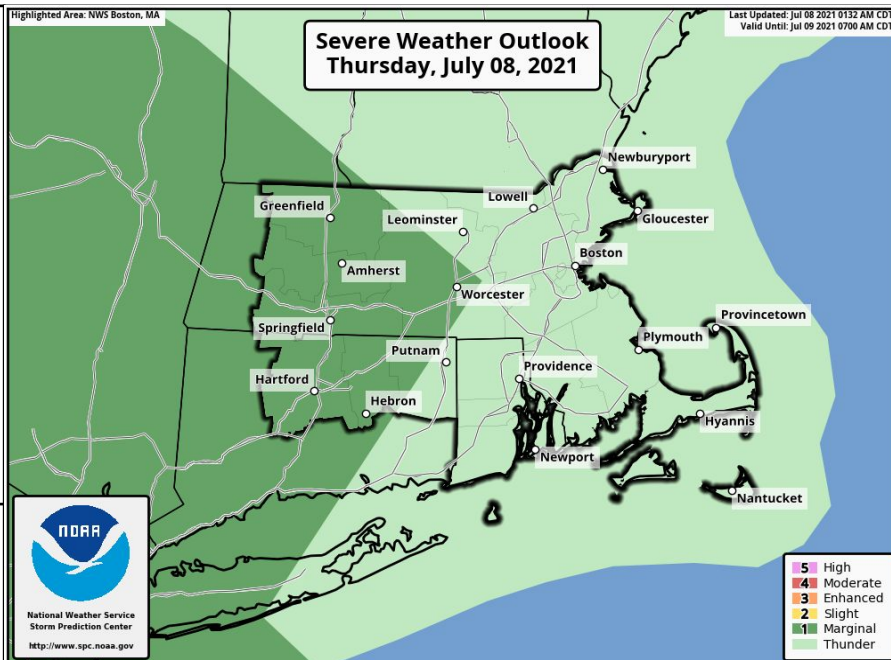 Highlighted Area: NWS Boston, MA
Last Updated: Jul 08 2021 0132 AM CDT
Valid Until: Jul 09 2021 0700 AM CDT
Severe Weather Outlook
Thursday, July 08, 2021
Newburyport
Greenfield
Lowell
Leominster
Gloucester
Boston
Amherst
Worcester
Provincetown
Springfield
Putnam
Plymouth
Providence
Hartford
Hebron
Hyannis
Newport
Nantucket
NOAA
National Weather Service
Storm Prediction Center
http://www.spc.noaa.gov
5 High
4 Moderate
3 Enhanced
2 Slight
1 Marginal
Thunder